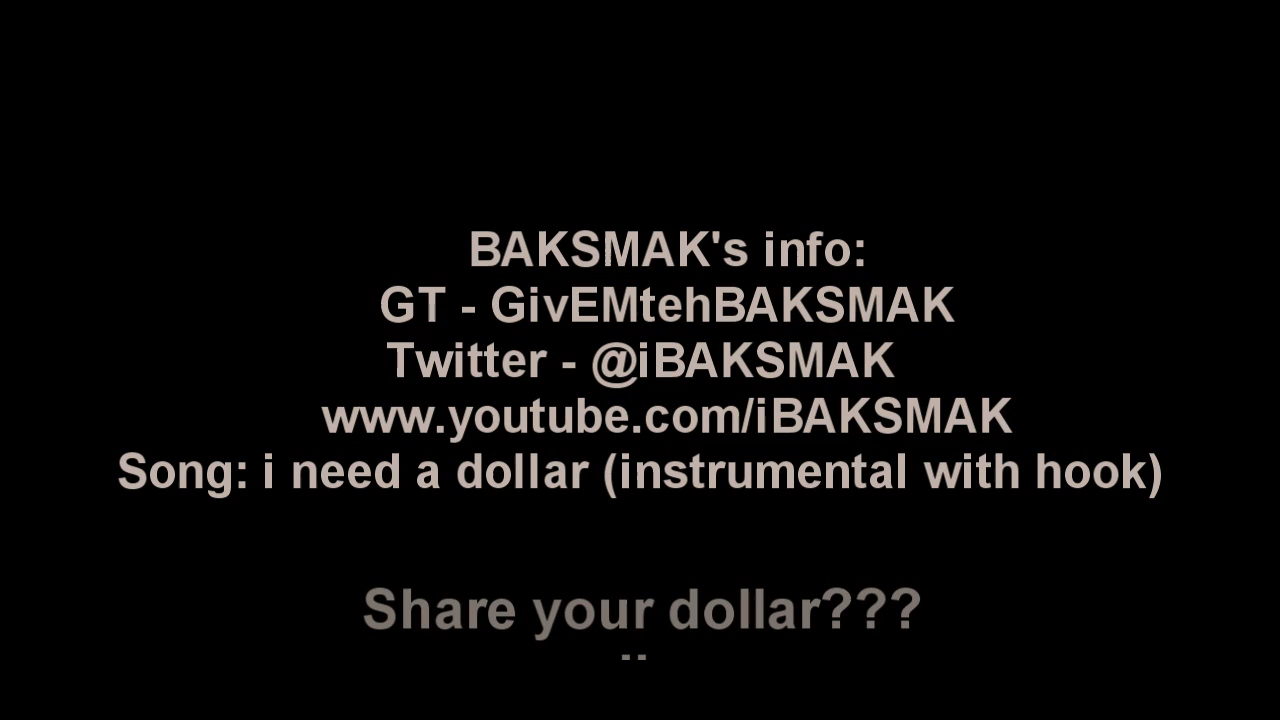 BAKSMAK's info:
GT - GivEMtehBAKSMAK
Twitter - @iBAKSMAK
www.youtube.com/iBAKSMAK
Song: i need a dollar (instrumental with hook)
Share your dollar???